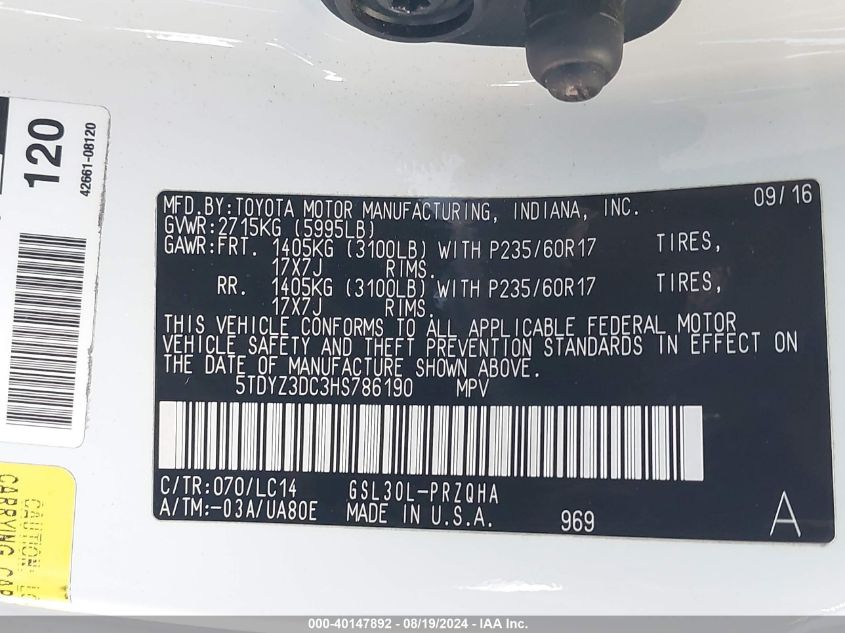 120
42661-08120
MFD.BY:TOYOTA MOTOR MANUFACTURING, INDIANA, INC. 09/16
GVWR:2715KG (5995LB)
GAWR:FRT. 1405KG (3100LB) WITH P235/60R17 TIRES,
17X7J RIMS.
RR. 1405KG (3100LB) WITH P235/60R17 TIRES,
17X7J RIMS.
THIS VEHICLE CONFORMS TO ALL APPLICABLE FEDERAL MOTOR
VEHICLE SAFETY AND THEFT PREVENTION STANDARDS IN EFFECT ON
THE DATE OF MANUFACTURE SHOWN ABOVE.
5TDYZ3DC3HS786190 MPV
C/TR:070/LC14 GSL30L-PRZQHA
A/TM:-03A/UA80E MADE IN U.S.A. 969 A
CAUTION:
CARRYING CAP
000-40147892 - 08/19/2024 - IAA Inc.